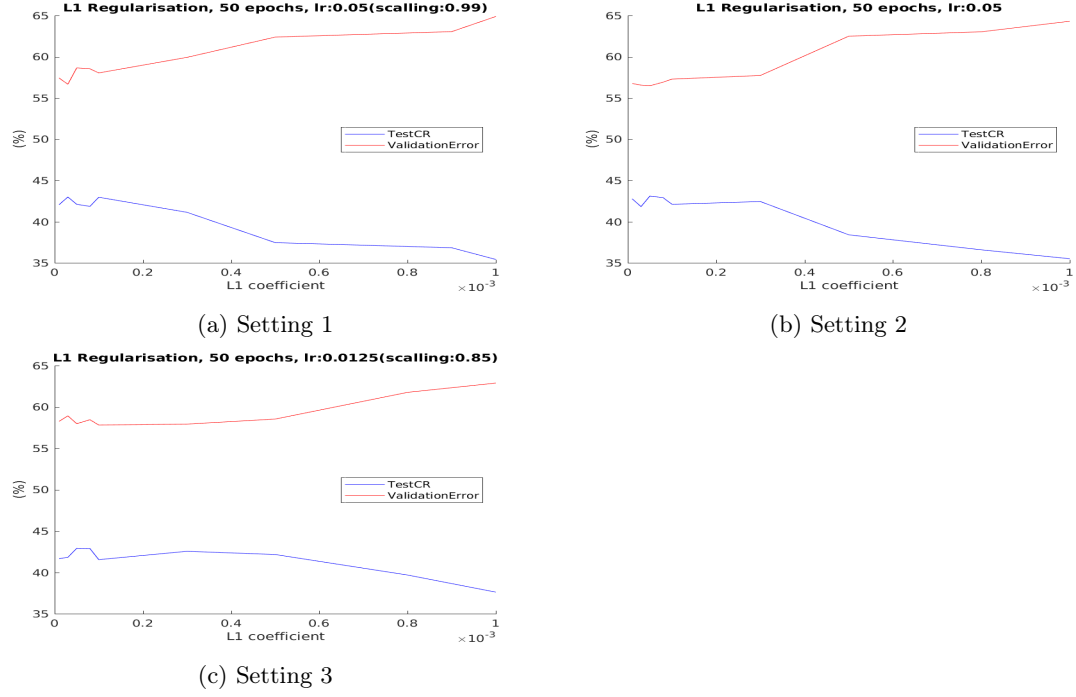 L1 Regularisation, 50 epochs, lr:0.05(scalling:0.99)
65
60
55
50
45
40
35
(%)
TestCR
ValidationError
0 0.2 0.4 0.6 0.8 1
L1 coefficient ×10⁻³
(a) Setting 1
L1 Regularisation, 50 epochs, lr:0.05
65
60
55
50
45
40
35
(%)
TestCR
ValidationError
0 0.2 0.4 0.6 0.8 1
L1 coefficient ×10⁻³
(b) Setting 2
L1 Regularisation, 50 epochs, lr:0.0125(scalling:0.85)
65
60
55
50
45
40
35
(%)
TestCR
ValidationError
0 0.2 0.4 0.6 0.8 1
L1 coefficient ×10⁻³
(c) Setting 3